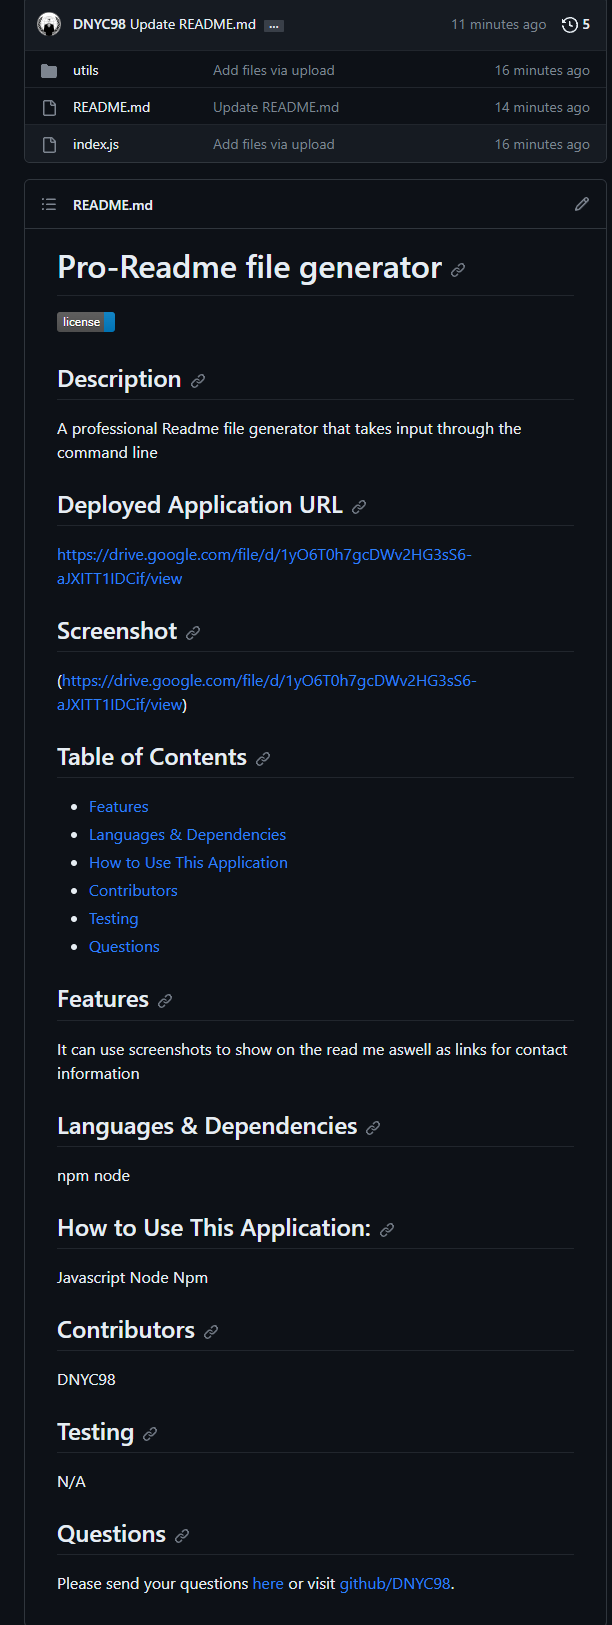 DNYC98 Update README.md ... 11 minutes ago 5
utils Add files via upload 16 minutes ago
README.md Update README.md 14 minutes ago
index.js Add files via upload 16 minutes ago
README.md
Pro-Readme file generator
license
Description
A professional Readme file generator that takes input through the
command line
Deployed Application URL
https://drive.google.com/file/d/1yO6T0h7gcDWv2HG3sS6-
aJXITT1IDCif/view
Screenshot
(https://drive.google.com/file/d/1yO6T0h7gcDWv2HG3sS6-
aJXITT1IDCif/view)
Table of Contents
• Features
• Languages & Dependencies
• How to Use This Application
• Contributors
• Testing
• Questions
Features
It can use screenshots to show on the read me aswell as links for contact
information
Languages & Dependencies
npm node
How to Use This Application:
Javascript Node Npm
Contributors
DNYC98
Testing
N/A
Questions
Please send your questions here or visit github/DNYC98.